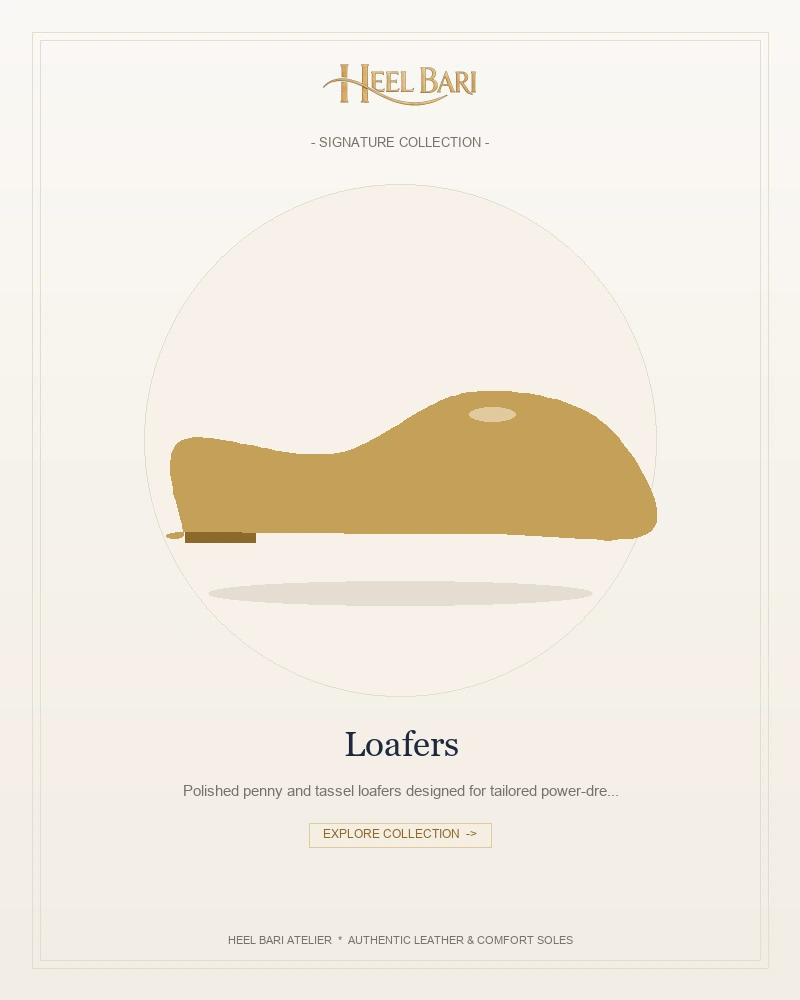 HEEL BARI
- SIGNATURE COLLECTION -
Loafers
Polished penny and tassel loafers designed for tailored power-dre...
EXPLORE COLLECTION ->
HEEL BARI ATELIER * AUTHENTIC LEATHER & COMFORT SOLES